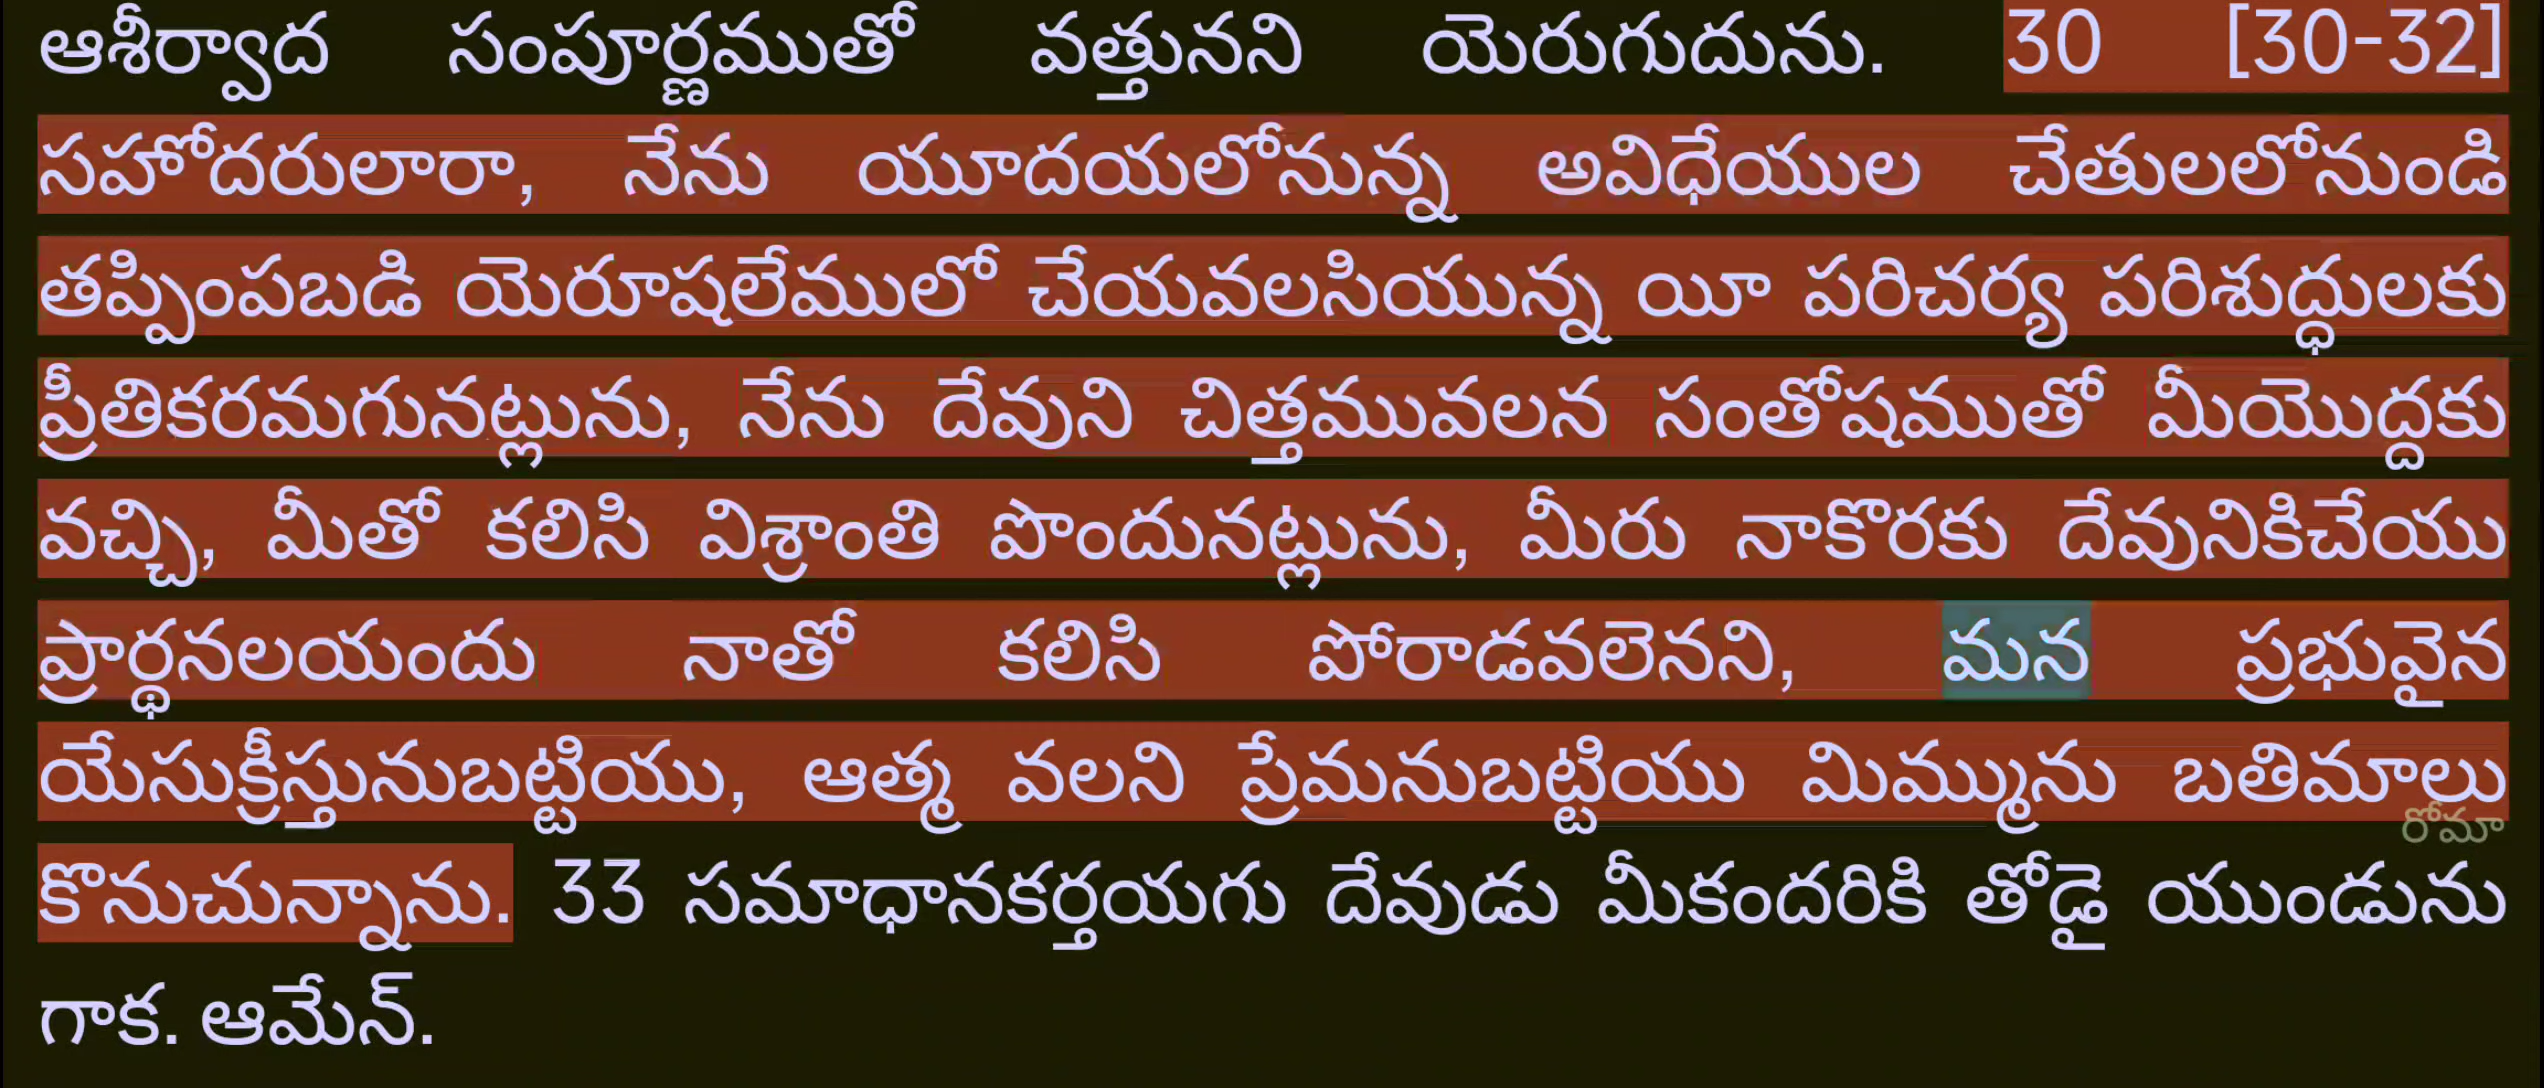 ఆశీర్వాద సంపూర్ణముతో వత్తునని యెరుగుదును. 30 [30-32]
సహోదరులారా, నేను యూదయలోనున్న అవిధేయుల చేతులలోనుండి
తప్పింపబడి యెరూషలేములో చేయవలసియున్న యీ పరిచర్య పరిశుద్ధులకు
ప్రీతికరమగునట్లును, నేను దేవుని చిత్తమువలన సంతోషముతో మీయొద్దకు
వచ్చి, మీతో కలిసి విశ్రాంతి పొందునట్లును, మీరు నాకొరకు దేవునికిచేయు
ప్రార్థనలయందు నాతో కలిసి పోరాడవలెనని, మన ప్రభువైన
యేసుక్రీస్తునుబట్టియు, ఆత్మ వలని ప్రేమనుబట్టియు మిమ్మును బతిమాలు
రోమా
కొనుచున్నాను. 33 సమాధానకర్తయగు దేవుడు మీకందరికి తోడై యుండును
గాక. ఆమేన్.